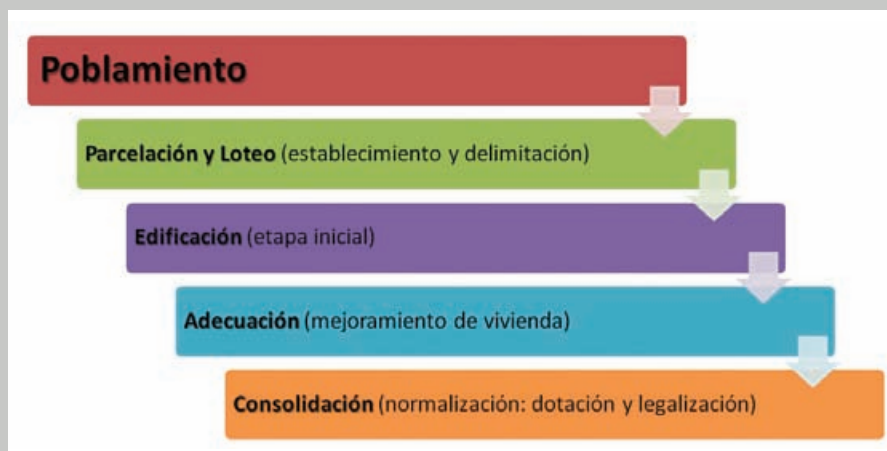 Poblamiento
Parcelación y Loteo (establecimiento y delimitación)
Edificación (etapa inicial)
Adecuación (mejoramiento de vivienda)
Consolidación (normalización: dotación y legalización)